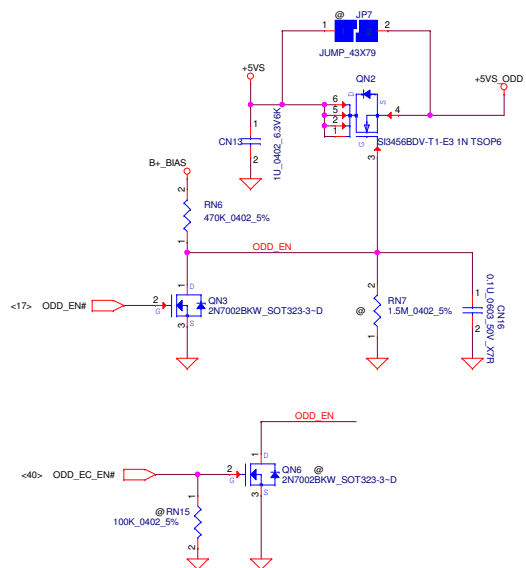 @ JP7
1 2
1 2
JUMP_43X79
+5VS
QN2
+5VS_ODD
D
S
6
5
2
1
4
G
3
SI3456BDV-T1-E3 1N TSOP6
CN13
1
2
1U_0402_6.3V6K
B+_BIAS
2
RN6
470K_0402_5%
1
ODD_EN
1
D
<17> ODD_EN#
2
G
QN3
2N7002BKW_SOT323-3~D
3
S
2
RN7
@
1.5M_0402_5%
1
1
2
CN16
0.1U_0603_50V_X7R
ODD_EN
1
D
<40> ODD_EC_EN#
2
G
QN6 @
2N7002BKW_SOT323-3~D
3
S
1
@ RN15
100K_0402_5%
2